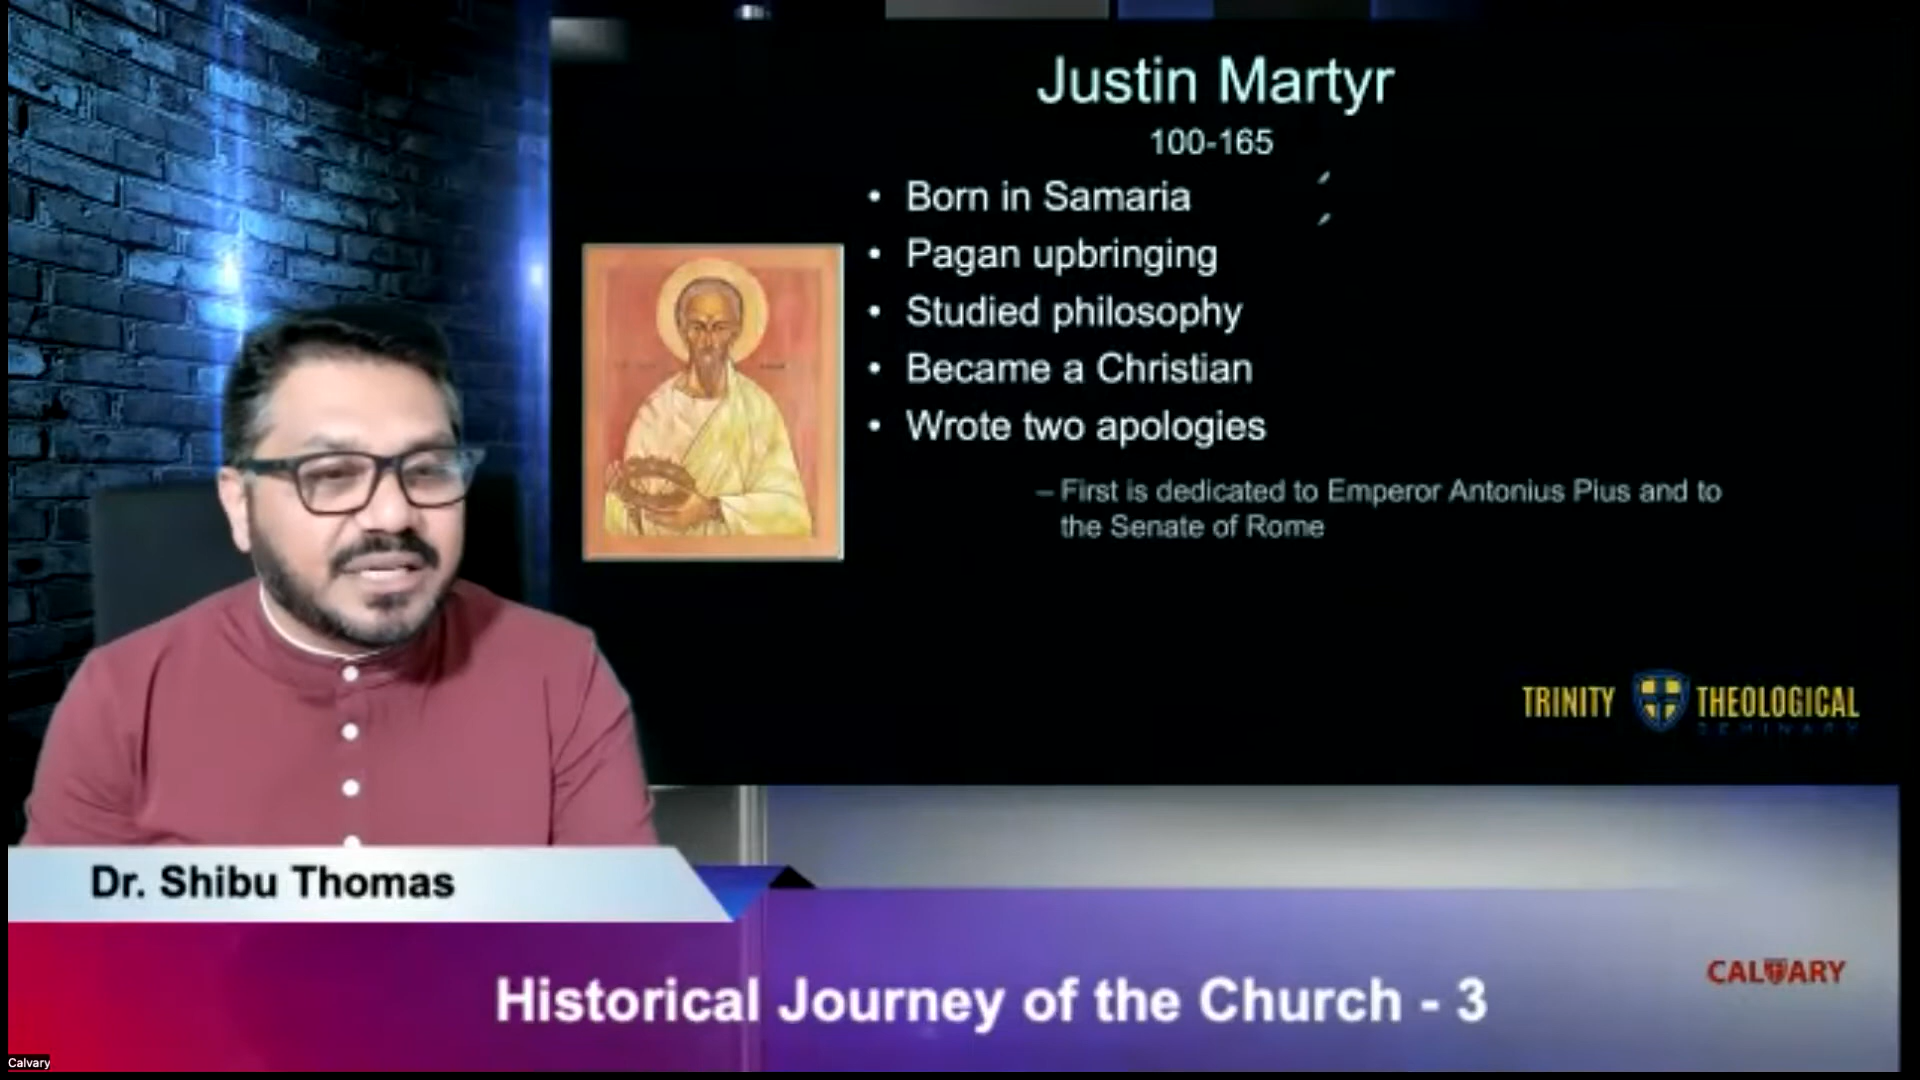 Justin Martyr
100-165
• Born in Samaria
• Pagan upbringing
• Studied philosophy
• Became a Christian
• Wrote two apologies
– First is dedicated to Emperor Antonius Pius and to
the Senate of Rome
TRINITY THEOLOGICAL
SEMINARY
Dr. Shibu Thomas
Historical Journey of the Church - 3
CALVARY
Calvary